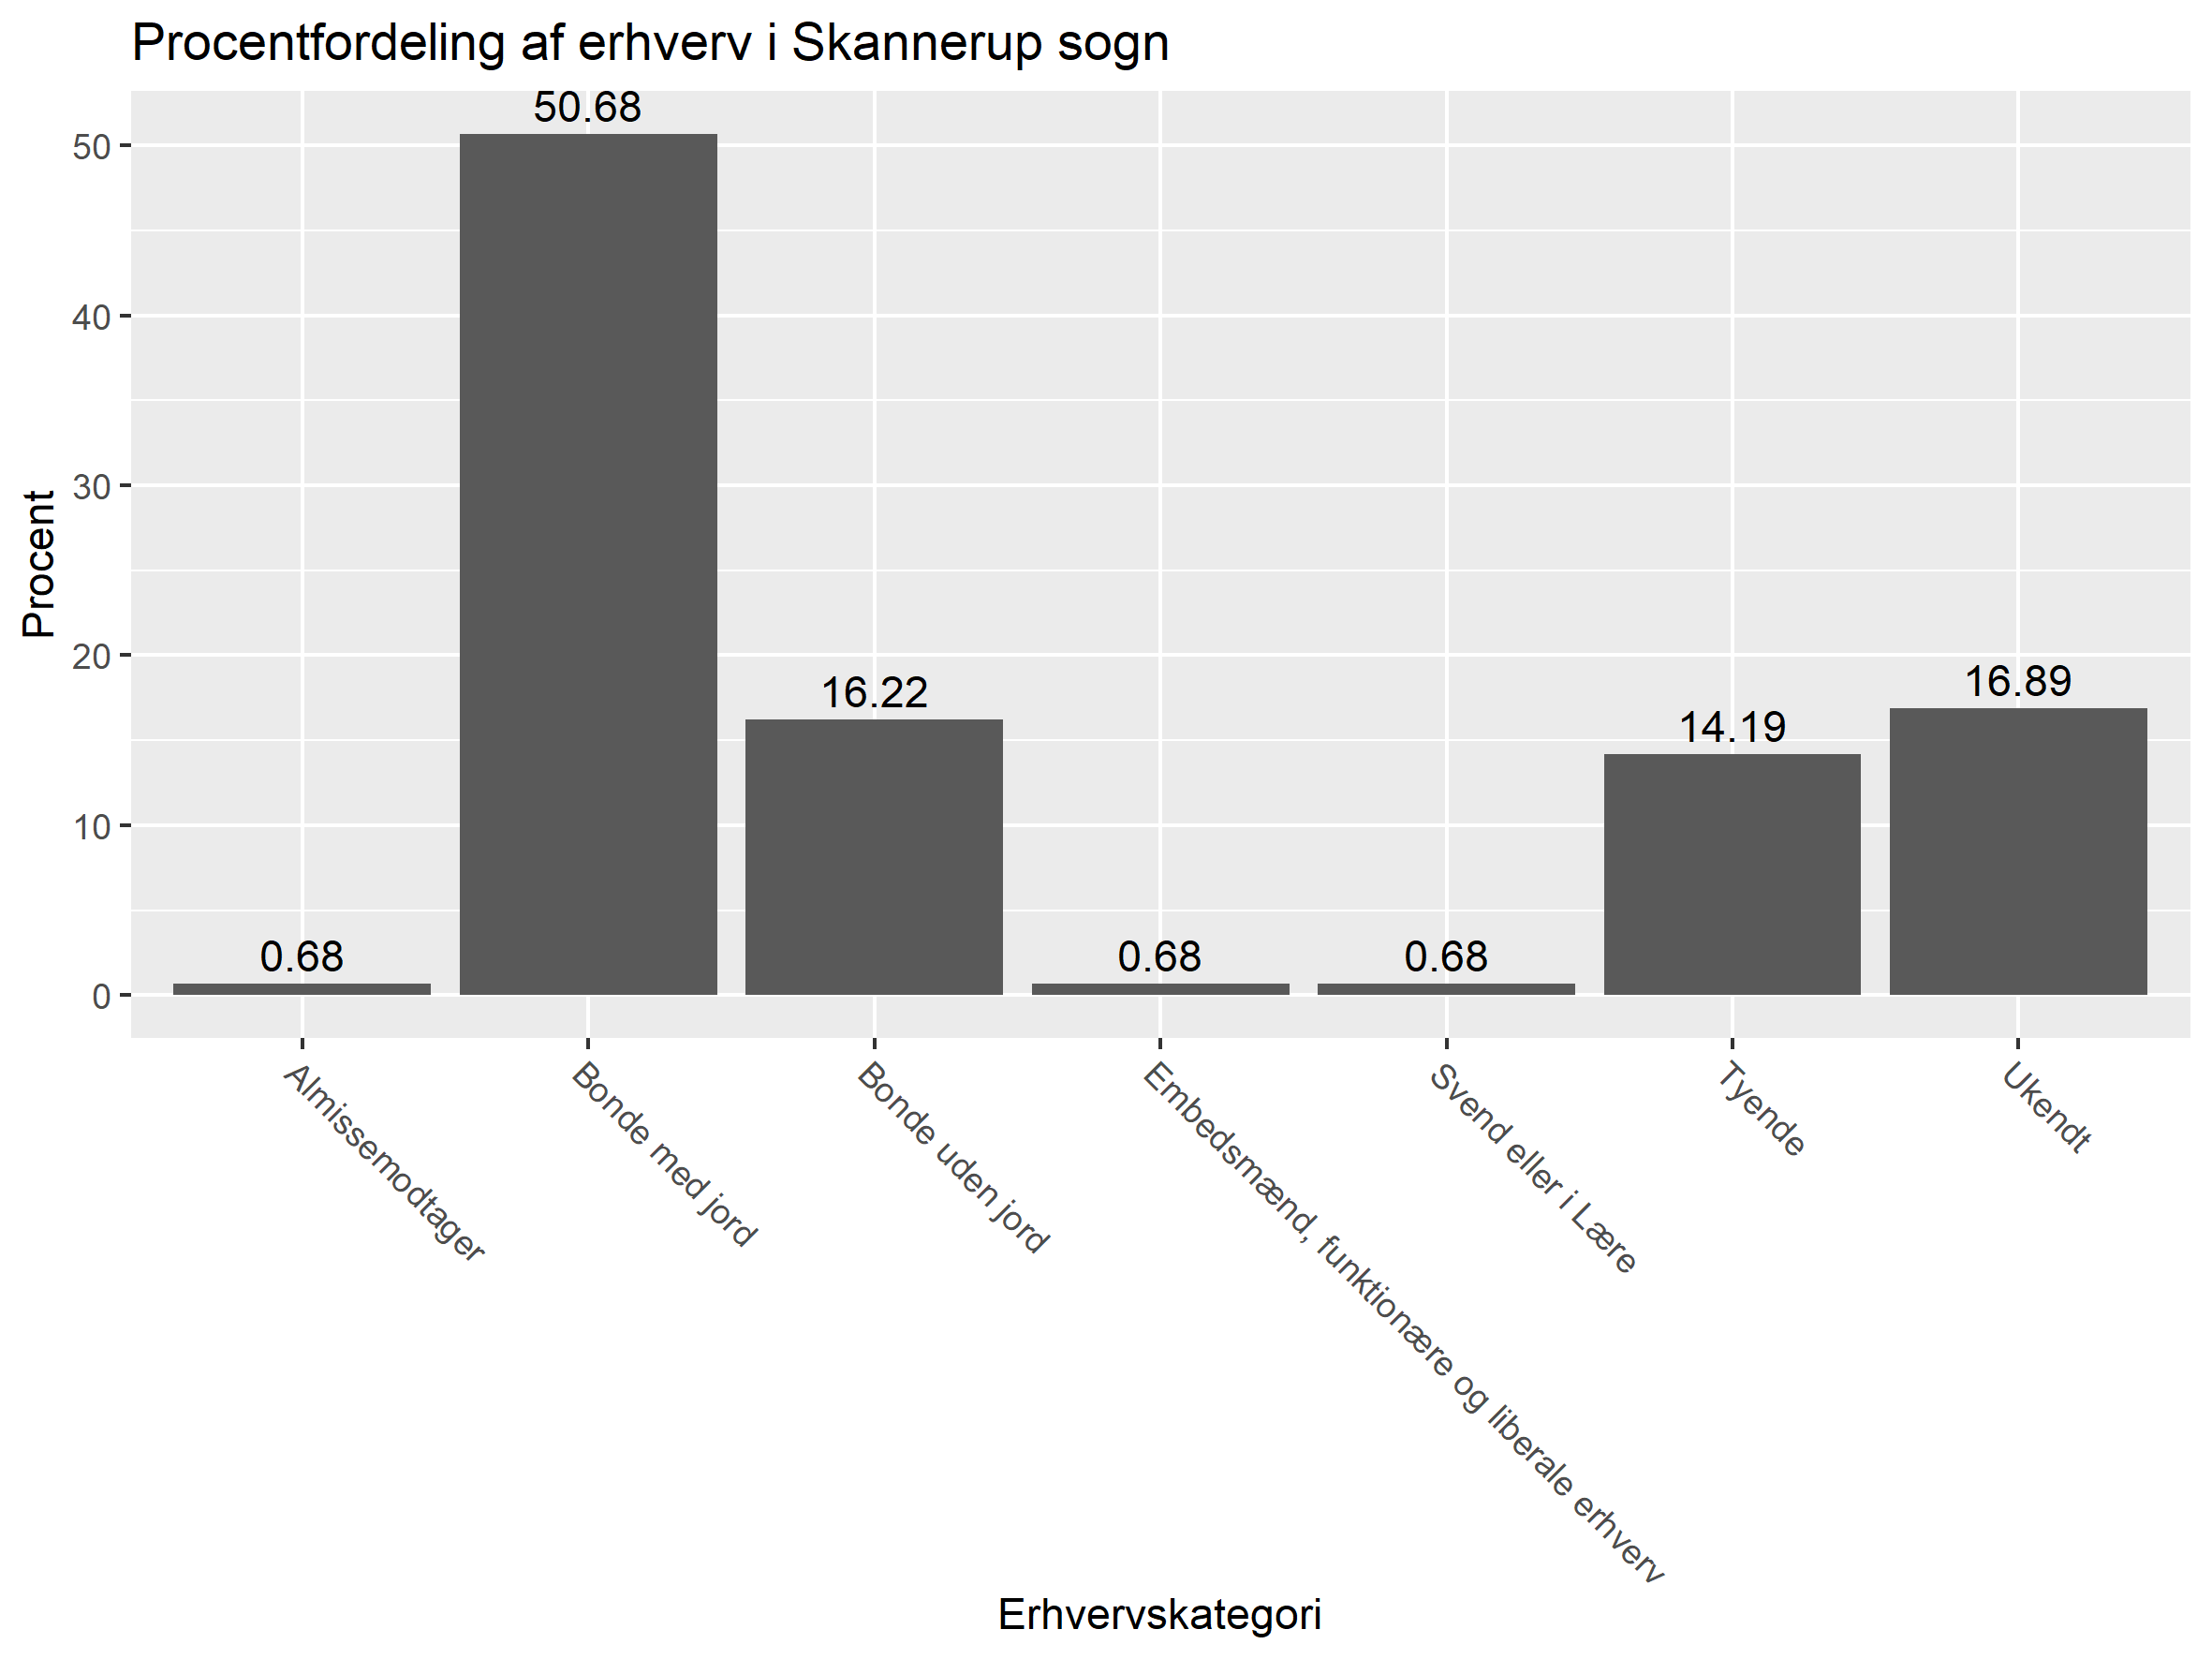 Procentfordeling af erhverv i Skannerup sogn
Procent
50
40
30
20
10
0
0.68
50.68
16.22
0.68
0.68
14.19
16.89
Almissemodtager
Bonde med jord
Bonde uden jord
Embedsmænd, funktionære og liberale erhverv
Svend eller i Lære
Tyende
Ukendt
Erhvervskategori